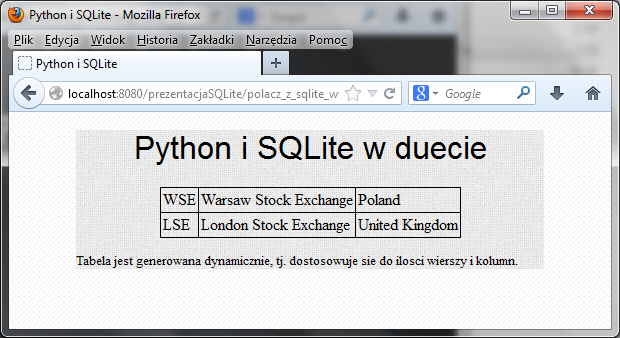 Python i SQLite - Mozilla Firefox
Plik Edycja Widok Historia Zakładki Narzędzia Pomoc
Python i SQLite
localhost:8080/prezentacjaSQLite/polacz_z_sqlite_w Google
Python i SQLite w duecie
WSE Warsaw Stock Exchange Poland
LSE London Stock Exchange United Kingdom
Tabela jest generowana dynamicznie, tj. dostosowuje sie do ilosci wierszy i kolumn.